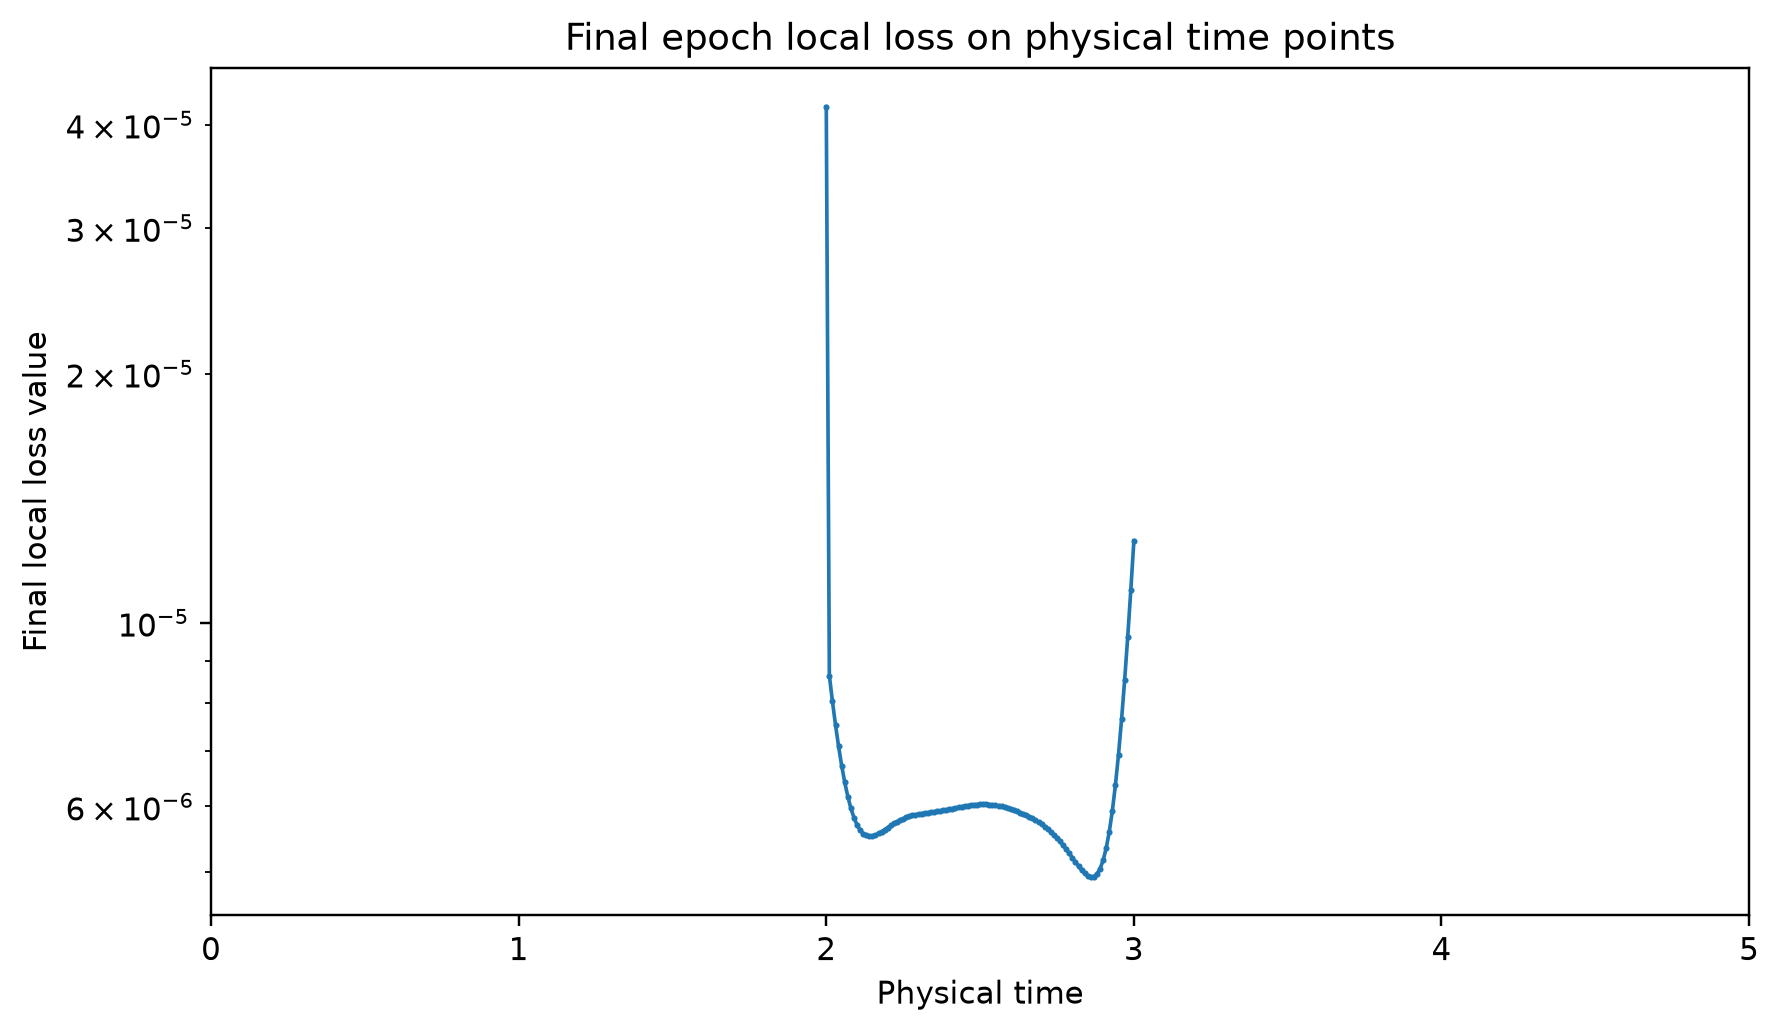 Final epoch local loss on physical time points
4 × 10⁻⁵
3 × 10⁻⁵
2 × 10⁻⁵
10⁻⁵
6 × 10⁻⁶
Final local loss value
0 1 2 3 4 5
Physical time